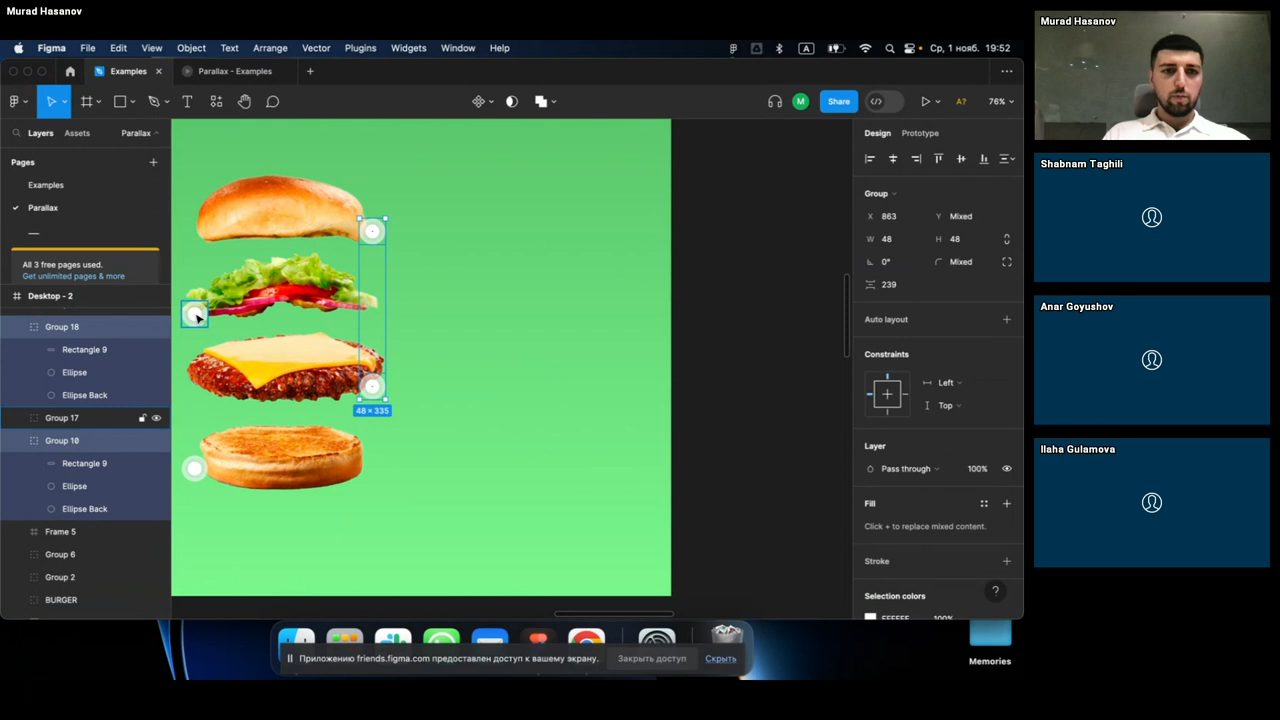 Murad Hasanov
Figma File Edit View Object Text Arrange Vector Plugins Widgets Window Help
A
Ср, 1 нояб. 19:52
Examples
Parallax - Examples
M
Share
A?
76%
Layers
Assets
Parallax
Pages
Examples
Parallax
All 3 free pages used.
Get unlimited pages & more
Desktop - 2
Group 18
Rectangle 9
Ellipse
Ellipse Back
Group 17
Group 10
Rectangle 9
Ellipse
Ellipse Back
Frame 5
Group 6
Group 2
BURGER
48 × 335
Design
Prototype
Group
X 863 Y Mixed
W 48 H 48
0° Mixed
239
Auto layout
Constraints
Left
Top
Layer
Pass through 100%
Fill
Click + to replace mixed content.
Stroke
Selection colors
FFFFFF 100%
?
Приложению friends.figma.com предоставлен доступ к вашему экрану.
Закрыть доступ
Скрыть
Memories
Murad Hasanov
Shabnam Taghili
Anar Goyushov
Ilaha Gulamova